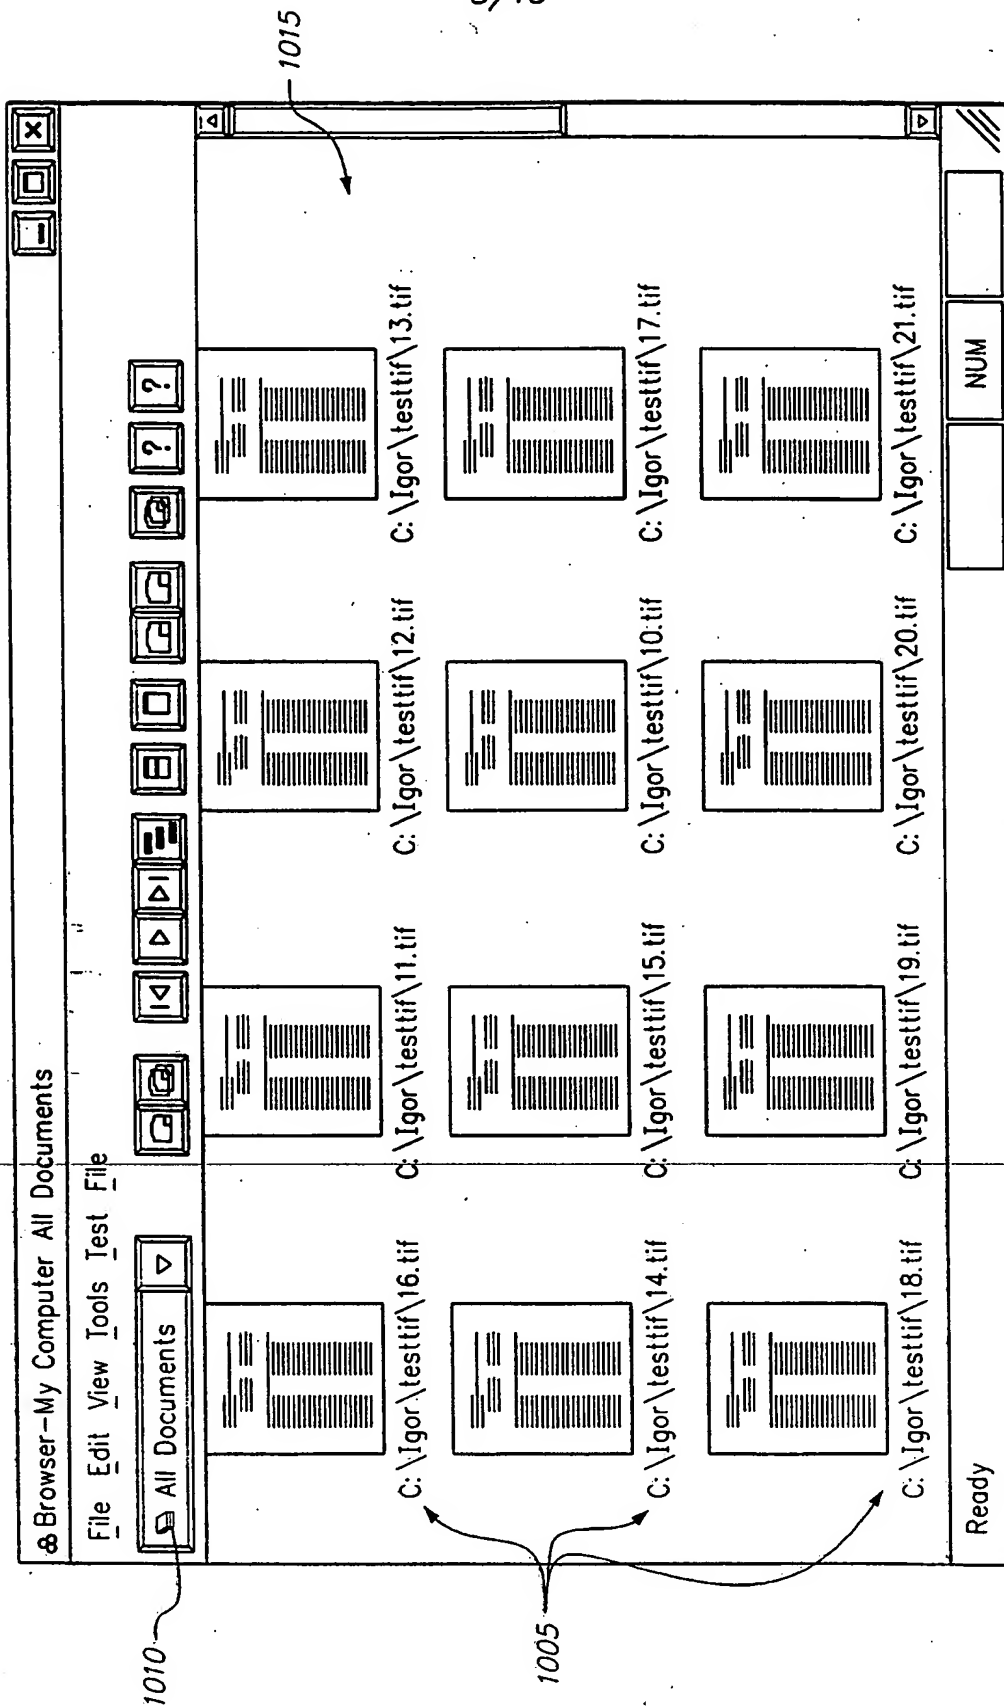 1015
Browser-My Computer All Documents
File Edit View Tools Test File
1010
All Documents
? ?
C:\Igor\testtif\16.tif C:\Igor\testtif\11.tif C:\Igor\testtif\12.tif C:\Igor\testtif\13.tif
C:\Igor\testtif\14.tif C:\Igor\testtif\15.tif C:\Igor\testtif\10.tif C:\Igor\testtif\17.tif
1005
C:\Igor\testtif\18.tif C:\Igor\testtif\19.tif C:\Igor\testtif\20.tif C:\Igor\testtif\21.tif
Ready NUM